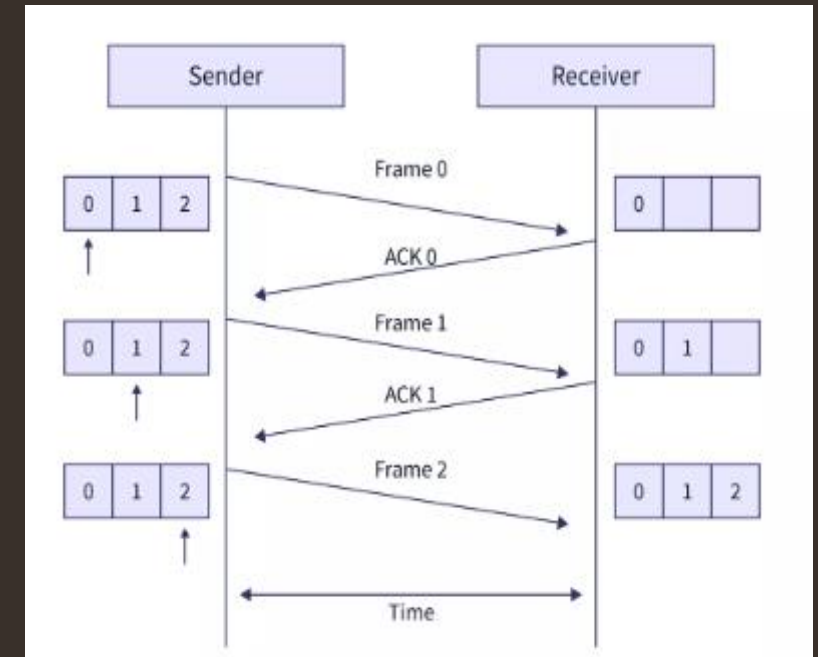 Sender
Receiver
Frame 0
0 1 2
0
ACK 0
Frame 1
0 1 2
0 1
ACK 1
Frame 2
0 1 2
0 1 2
Time